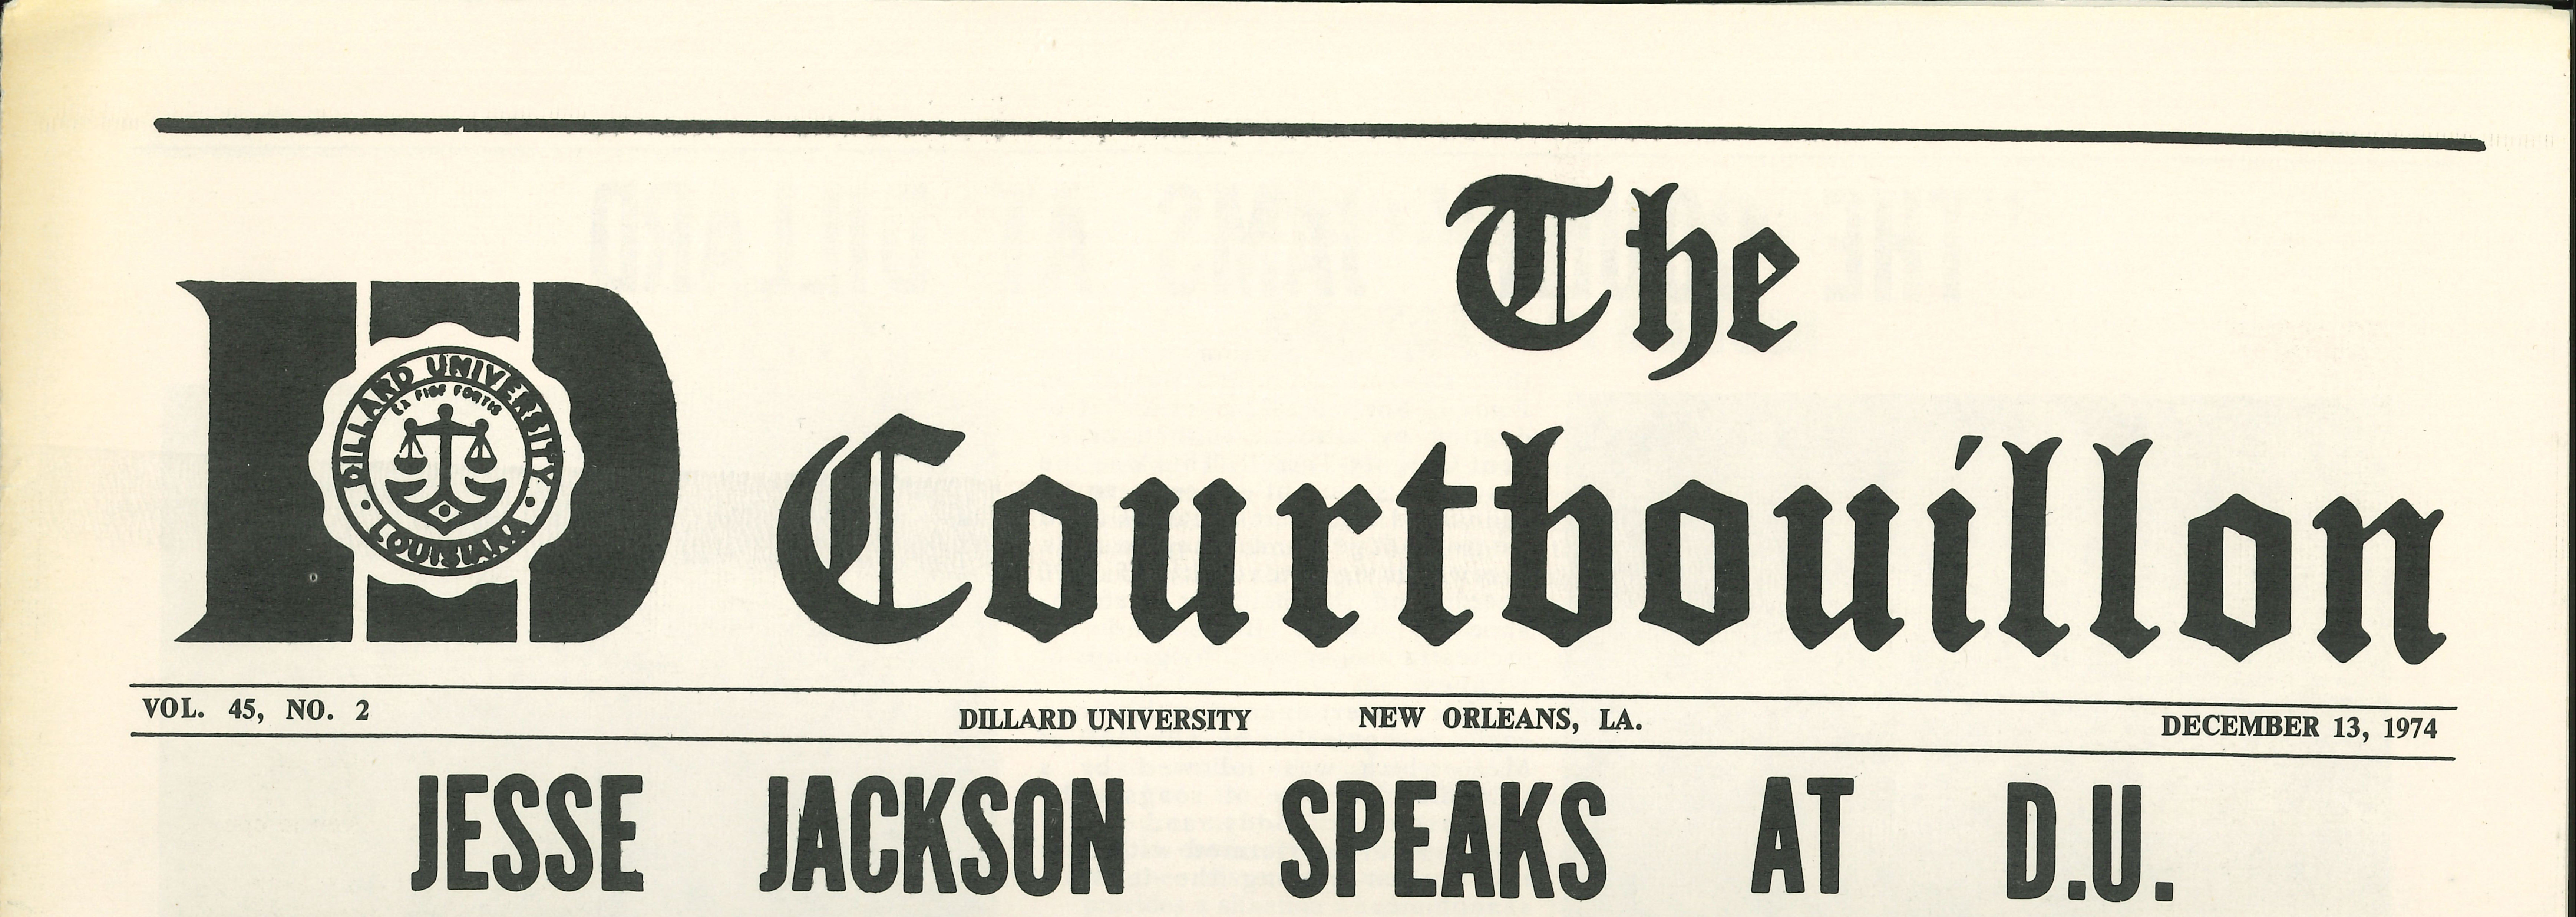 The
Courtbouillon
DILLARD UNIVERSITY
EX FIDE FORTIS
LOUISIANA
VOL. 45, NO. 2 DILLARD UNIVERSITY NEW ORLEANS, LA. DECEMBER 13, 1974
JESSE JACKSON SPEAKS AT D.U.